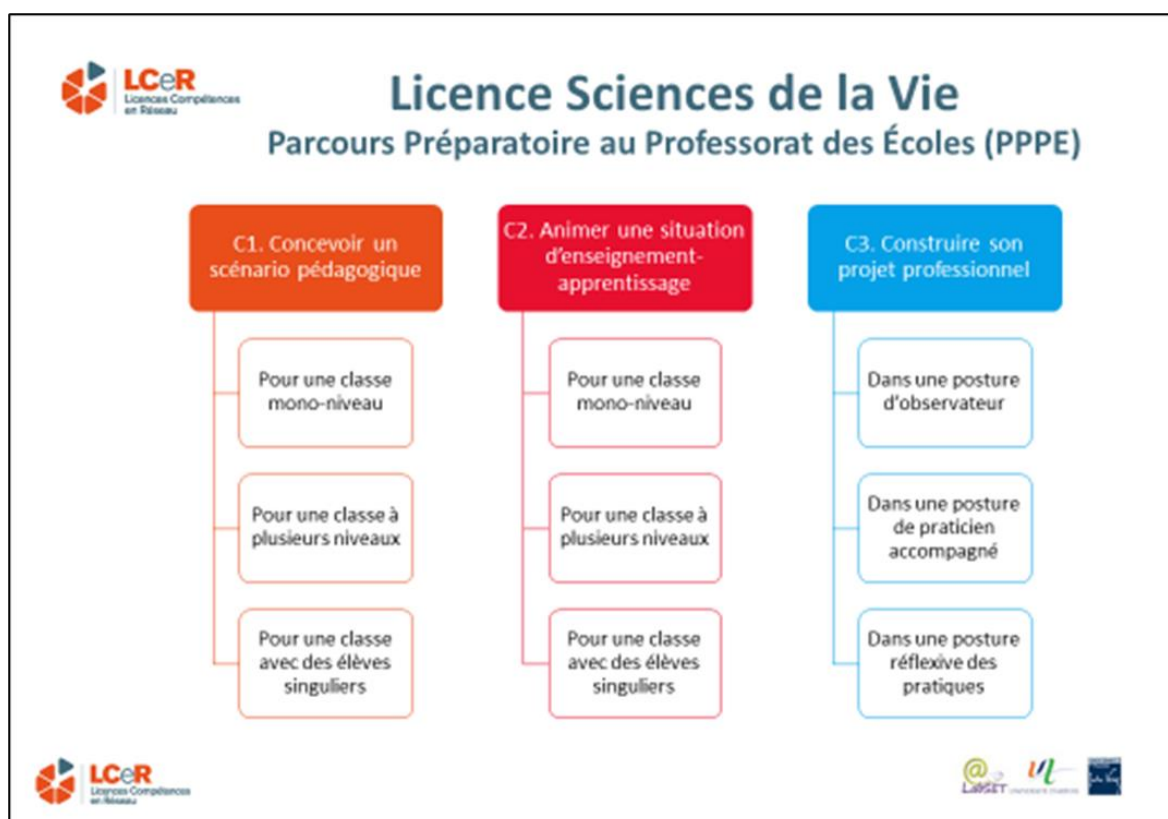 LCeR
Licences Compétences
en Réseau
Licence Sciences de la Vie
Parcours Préparatoire au Professorat des Écoles (PPPE)
C1. Concevoir un
scénario pédagogique
Pour une classe
mono-niveau
Pour une classe à
plusieurs niveaux
Pour une classe
avec des élèves
singuliers
C2. Animer une situation
d'enseignement-
apprentissage
Pour une classe
mono-niveau
Pour une classe à
plusieurs niveaux
Pour une classe
avec des élèves
singuliers
C3. Construire son
projet professionnel
Dans une posture
d'observateur
Dans une posture
de praticien
accompagné
Dans une posture
réflexive des
pratiques
LCeR
Licences Compétences
en Réseau
LabSET